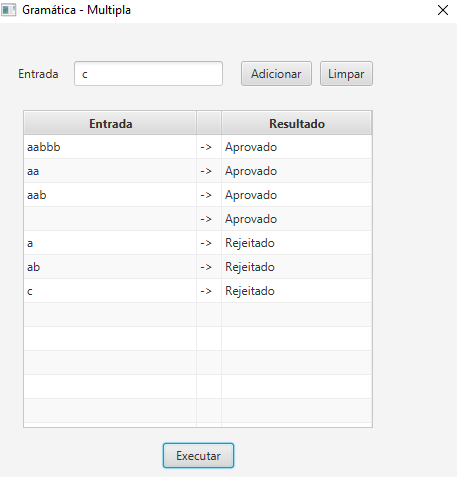 Gramática - Multipla
Entrada c Adicionar Limpar
Entrada Resultado
aabbb -> Aprovado
aa -> Aprovado
aab -> Aprovado
-> Aprovado
a -> Rejeitado
ab -> Rejeitado
c -> Rejeitado
Executar